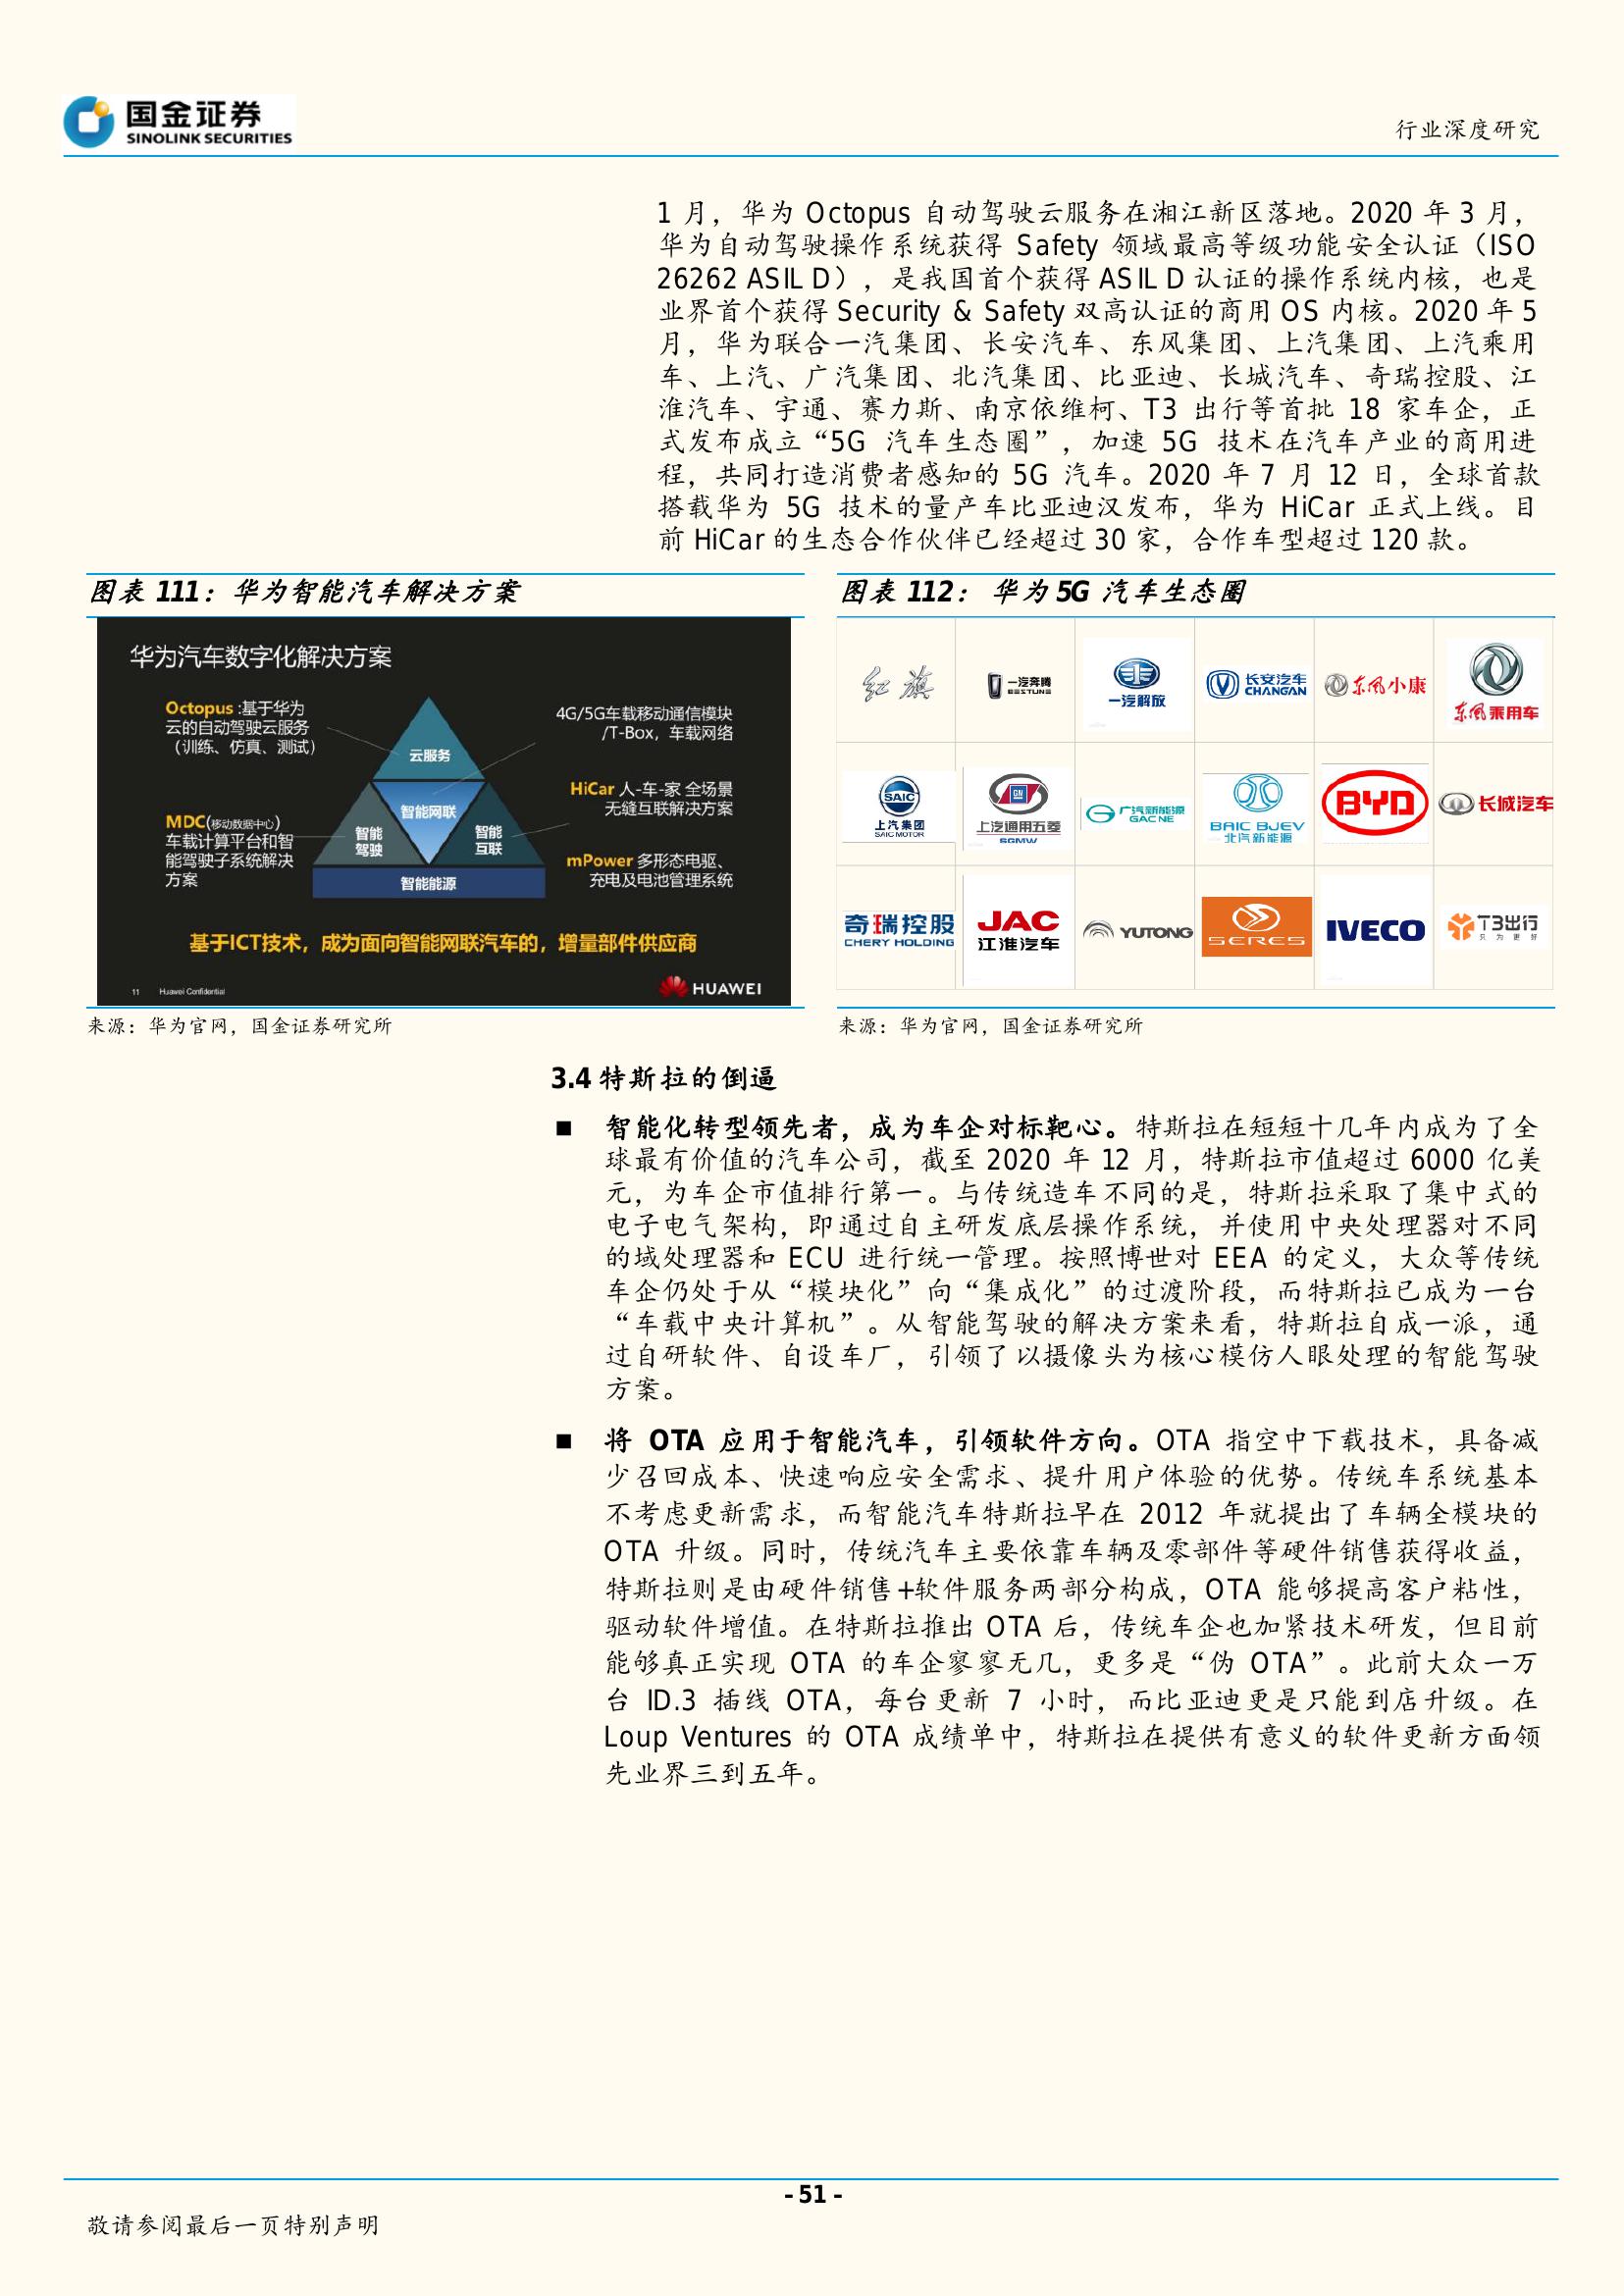 国金证券
SINOLINK SECURITIES
行业深度研究
1 月，华为 Octopus 自动驾驶云服务在湘江新区落地。2020 年 3 月，
华为自动驾驶操作系统获得 Safety 领域最高等级功能安全认证（ISO
26262 ASIL D），是我国首个获得 ASIL D 认证的操作系统内核，也是
业界首个获得 Security & Safety 双高认证的商用 OS 内核。2020 年 5
月，华为联合一汽集团、长安汽车、东风集团、上汽集团、上汽乘用
车、上汽、广汽集团、北汽集团、比亚迪、长城汽车、奇瑞控股、江
淮汽车、宇通、赛力斯、南京依维柯、T3 出行等首批 18 家车企，正
式发布成立“5G 汽车生态圈”，加速 5G 技术在汽车产业的商用进
程，共同打造消费者感知的 5G 汽车。2020 年 7 月 12 日，全球首款
搭载华为 5G 技术的量产车比亚迪汉发布，华为 HiCar 正式上线。目
前 HiCar 的生态合作伙伴已经超过 30 家，合作车型超过 120 款。
图表 111：华为智能汽车解决方案
华为汽车数字化解决方案
Octopus :基于华为
云的自动驾驶云服务
（训练、仿真、测试）
MDC(移动数据中心)
车载计算平台和智
能驾驶子系统解决
方案
云服务
智能网联
智能
驾驶
智能
互联
智能能源
4G/5G车载移动通信模块
/T-Box，车载网络
HiCar 人-车-家 全场景
无缝互联解决方案
mPower 多形态电驱、
充电及电池管理系统
基于ICT技术，成为面向智能网联汽车的，增量部件供应商
11 Huawei Confidential
HUAWEI
来源：华为官网，国金证券研究所
图表 112： 华为 5G 汽车生态圈
红旗
一汽奔腾
BESTUNE
一汽解放
长安汽车
CHANGAN
东风小康
东风乘用车
SAIC
上汽集团
SAIC MOTOR
GM
上汽通用五菱
SGMW
广汽新能源
GAC NE
BAIC BJEV
北汽新能源
BYD
长城汽车
奇瑞控股
CHERY HOLDING
JAC
江淮汽车
YUTONG
SERES
IVECO
T3出行
只为更好
来源：华为官网，国金证券研究所
3.4 特斯拉的倒逼
■ 智能化转型领先者，成为车企对标靶心。特斯拉在短短十几年内成为了全
球最有价值的汽车公司，截至 2020 年 12 月，特斯拉市值超过 6000 亿美
元，为车企市值排行第一。与传统造车不同的是，特斯拉采取了集中式的
电子电气架构，即通过自主研发底层操作系统，并使用中央处理器对不同
的域处理器和 ECU 进行统一管理。按照博世对 EEA 的定义，大众等传统
车企仍处于从“模块化”向“集成化”的过渡阶段，而特斯拉已成为一台
“车载中央计算机”。从智能驾驶的解决方案来看，特斯拉自成一派，通
过自研软件、自设车厂，引领了以摄像头为核心模仿人眼处理的智能驾驶
方案。
■ 将 OTA 应用于智能汽车，引领软件方向。OTA 指空中下载技术，具备减
少召回成本、快速响应安全需求、提升用户体验的优势。传统车系统基本
不考虑更新需求，而智能汽车特斯拉早在 2012 年就提出了车辆全模块的
OTA 升级。同时，传统汽车主要依靠车辆及零部件等硬件销售获得收益，
特斯拉则是由硬件销售+软件服务两部分构成，OTA 能够提高客户粘性，
驱动软件增值。在特斯拉推出 OTA 后，传统车企也加紧技术研发，但目前
能够真正实现 OTA 的车企寥寥无几，更多是“伪 OTA”。此前大众一万
台 ID.3 插线 OTA，每台更新 7 小时，而比亚迪更是只能到店升级。在
Loup Ventures 的 OTA 成绩单中，特斯拉在提供有意义的软件更新方面领
先业界三到五年。
- 51 -
敬请参阅最后一页特别声明